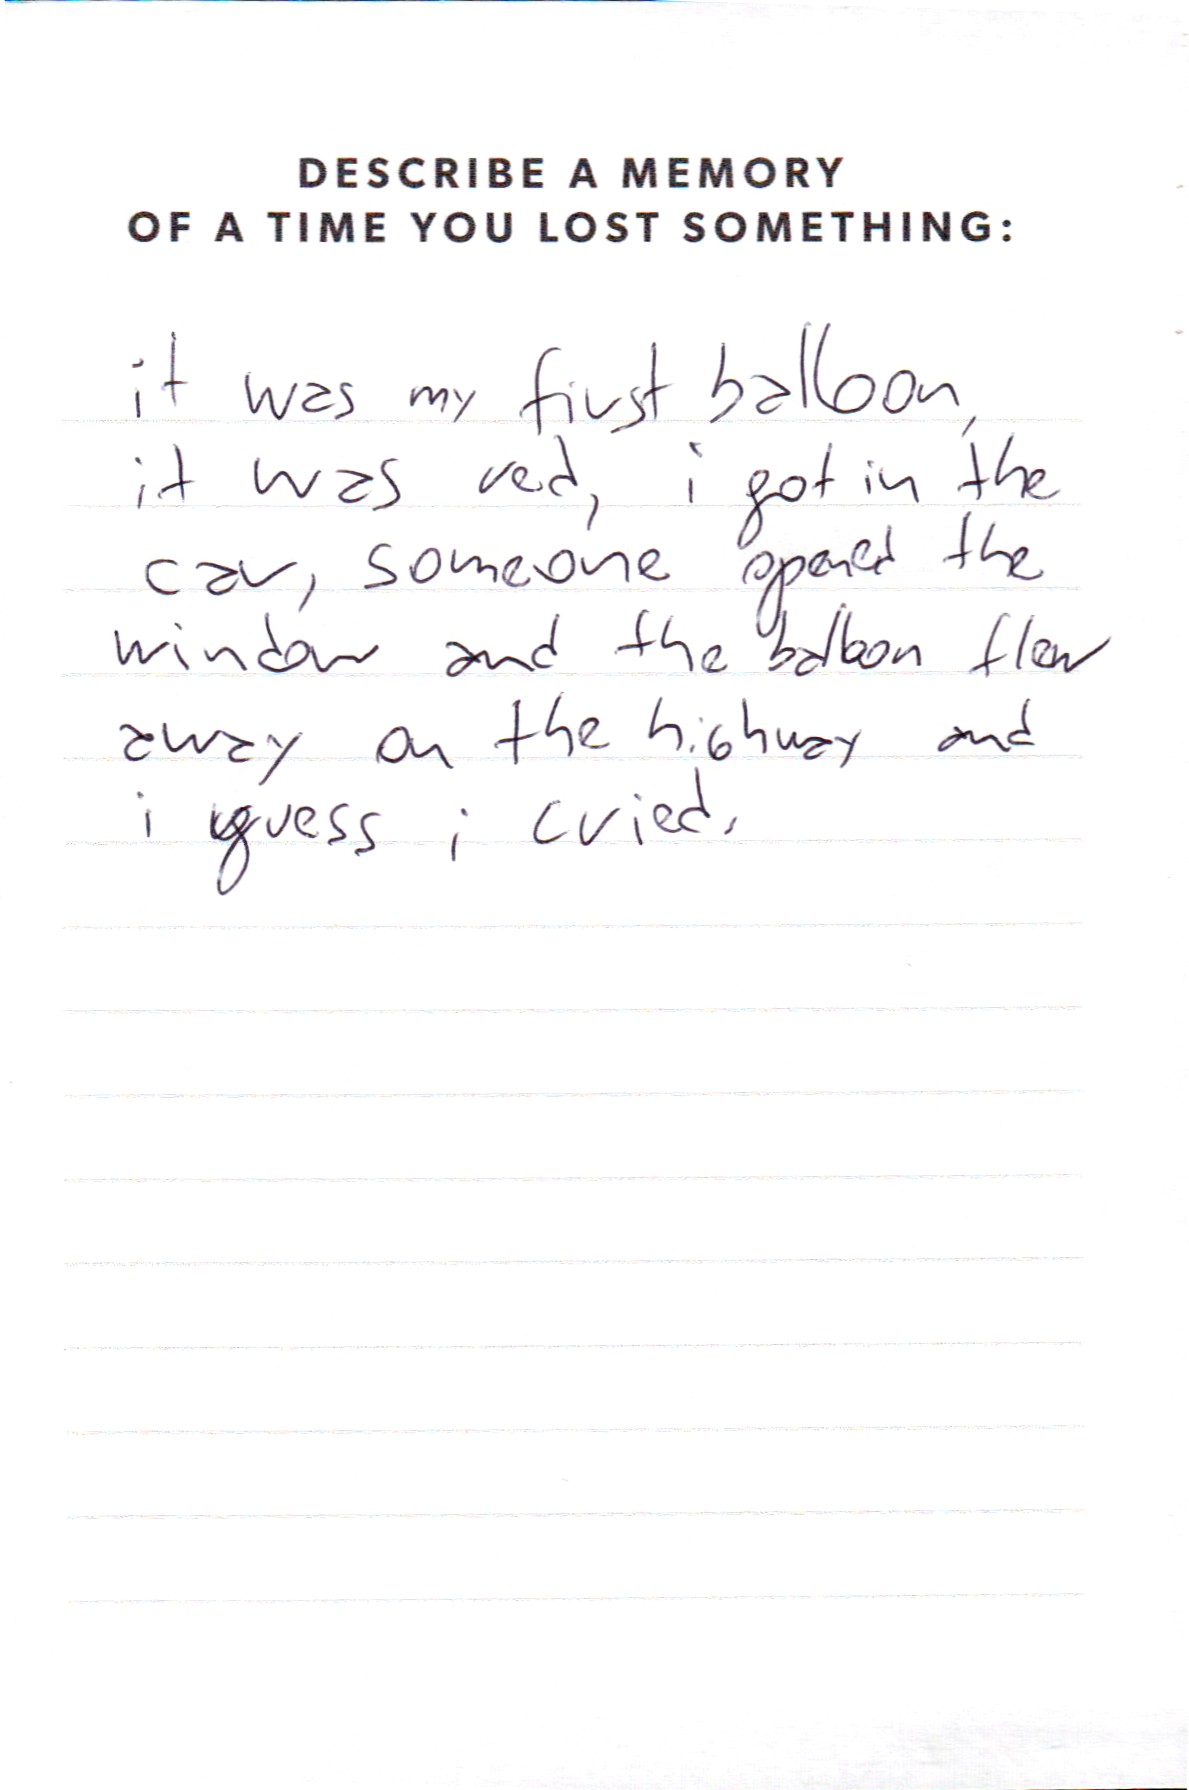 DESCRIBE A MEMORY
OF A TIME YOU LOST SOMETHING:
it was my first balloon,
it was red, i got in the
car, someone opened the
window and the balloon flew
away on the highway and
i guess i cried.